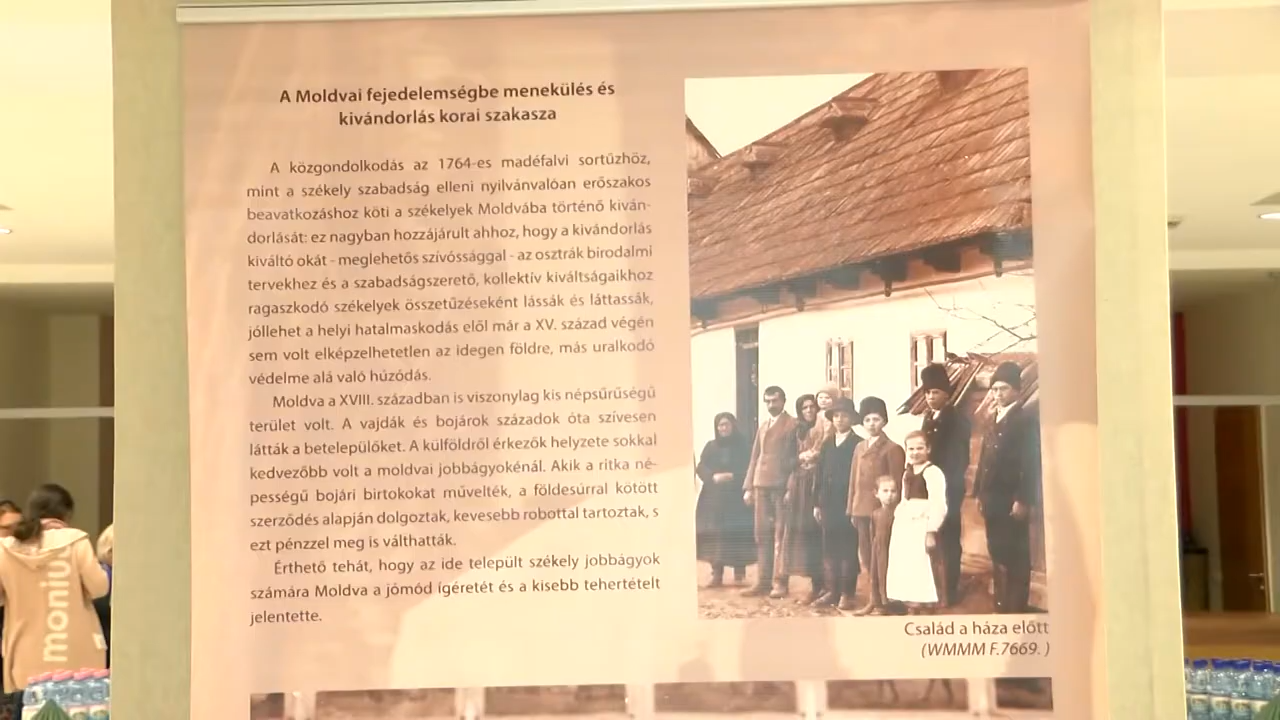 A Moldvai fejedelemségbe menekülés és
kivándorlás korai szakasza
A közgondolkodás az 1764-es madéfalvi sortűzhöz,
mint a székely szabadság elleni nyilvánvalóan erőszakos
beavatkozáshoz köti a székelyek Moldvába történő kiván-
dorlását: ez nagyban hozzájárult ahhoz, hogy a kivándorlás
kiváltó okát - meglehetős szívóssággal - az osztrák birodalmi
tervekhez és a szabadságszerető, kollektív kiváltságaikhoz
ragaszkodó székelyek összetűzéseként lássák és láttassák,
jóllehet a helyi hatalmaskodás elől már a XV. század végén
sem volt elképzelhetetlen az idegen földre, más uralkodó
védelme alá való húzódás.
Moldva a XVIII. században is viszonylag kis népsűrűségű
terület volt. A vajdák és bojárok századok óta szívesen
látták a betelepülőket. A külföldről érkezők helyzete sokkal
kedvezőbb volt a moldvai jobbágyokénál. Akik a ritka né-
pességű bojári birtokokat művelték, a földesúrral kötött
szerződés alapján dolgoztak, kevesebb robottal tartoztak, s
ezt pénzzel meg is válthatták.
Érthető tehát, hogy az ide települt székely jobbágyok
számára Moldva a jómód ígéretét és a kisebb tehertételt
jelentette.
Család a háza előtt
(WMMM F.7669. )
moniu